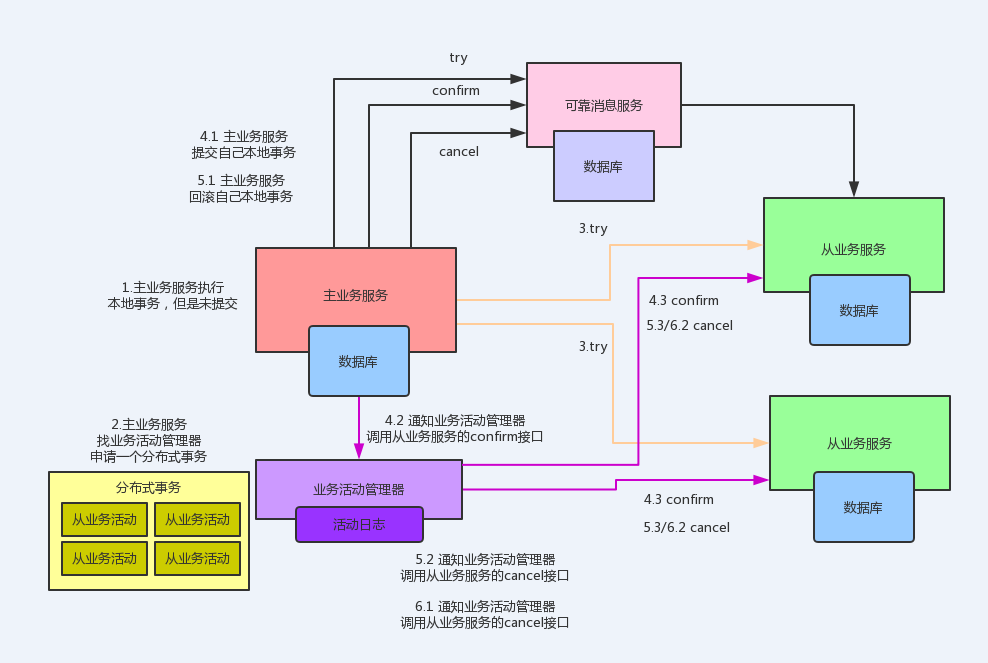 try
confirm
可靠消息服务
4.1 主业务服务
提交自己本地事务
cancel
数据库
5.1 主业务服务
回滚自己本地事务
3.try
从业务服务
1.主业务服务执行
本地事务，但是未提交
主业务服务
4.3 confirm
数据库
5.3/6.2 cancel
3.try
数据库
2.主业务服务
找业务活动管理器
申请一个分布式事务
4.2 通知业务活动管理器
调用从业务服务的confirm接口
从业务服务
分布式事务
业务活动管理器
4.3 confirm
数据库
从业务活动
从业务活动
活动日志
5.3/6.2 cancel
从业务活动
从业务活动
5.2 通知业务活动管理器
调用从业务服务的cancel接口
6.1 通知业务活动管理器
调用从业务服务的cancel接口